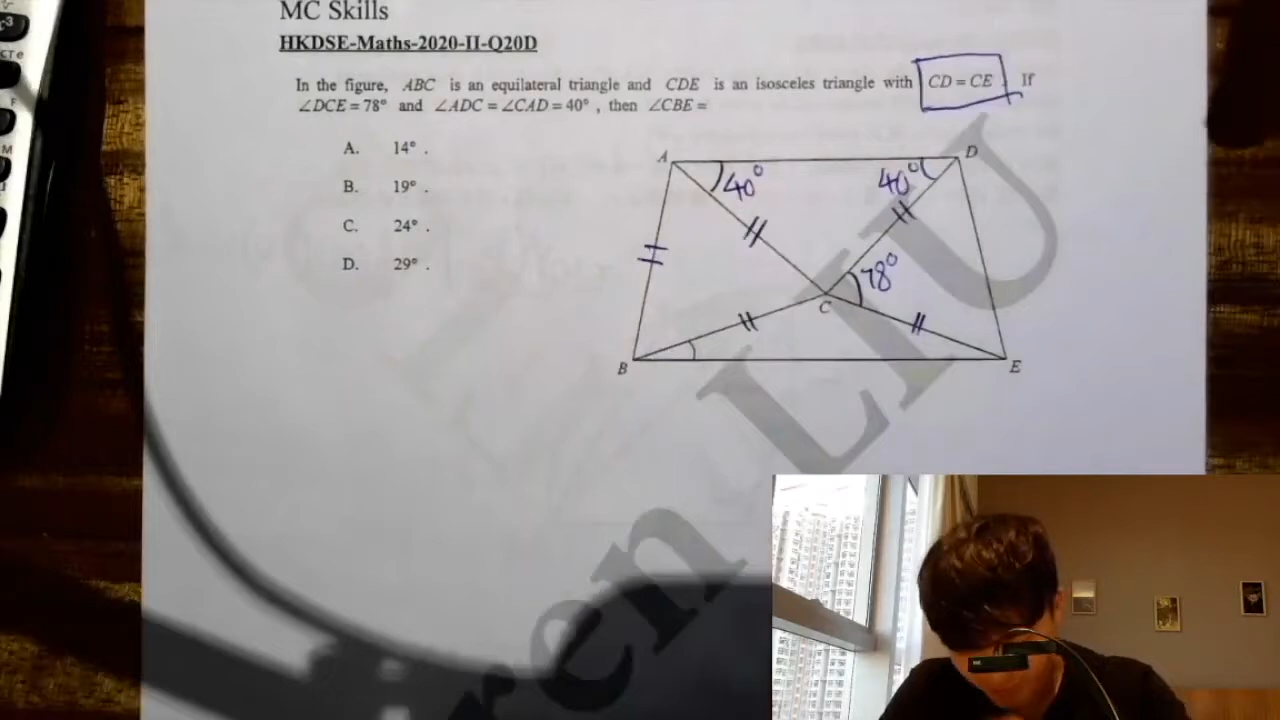 MC Skills
HKDSE-Maths-2020-II-Q20D
In the figure, ABC is an equilateral triangle and CDE is an isosceles triangle with CD = CE. If
∠DCE = 78° and ∠ADC = ∠CAD = 40°, then ∠CBE =
A. 14°.
B. 19°.
C. 24°.
D. 29°.
A D
40° 40°
78°
C
B E
LIU
ren